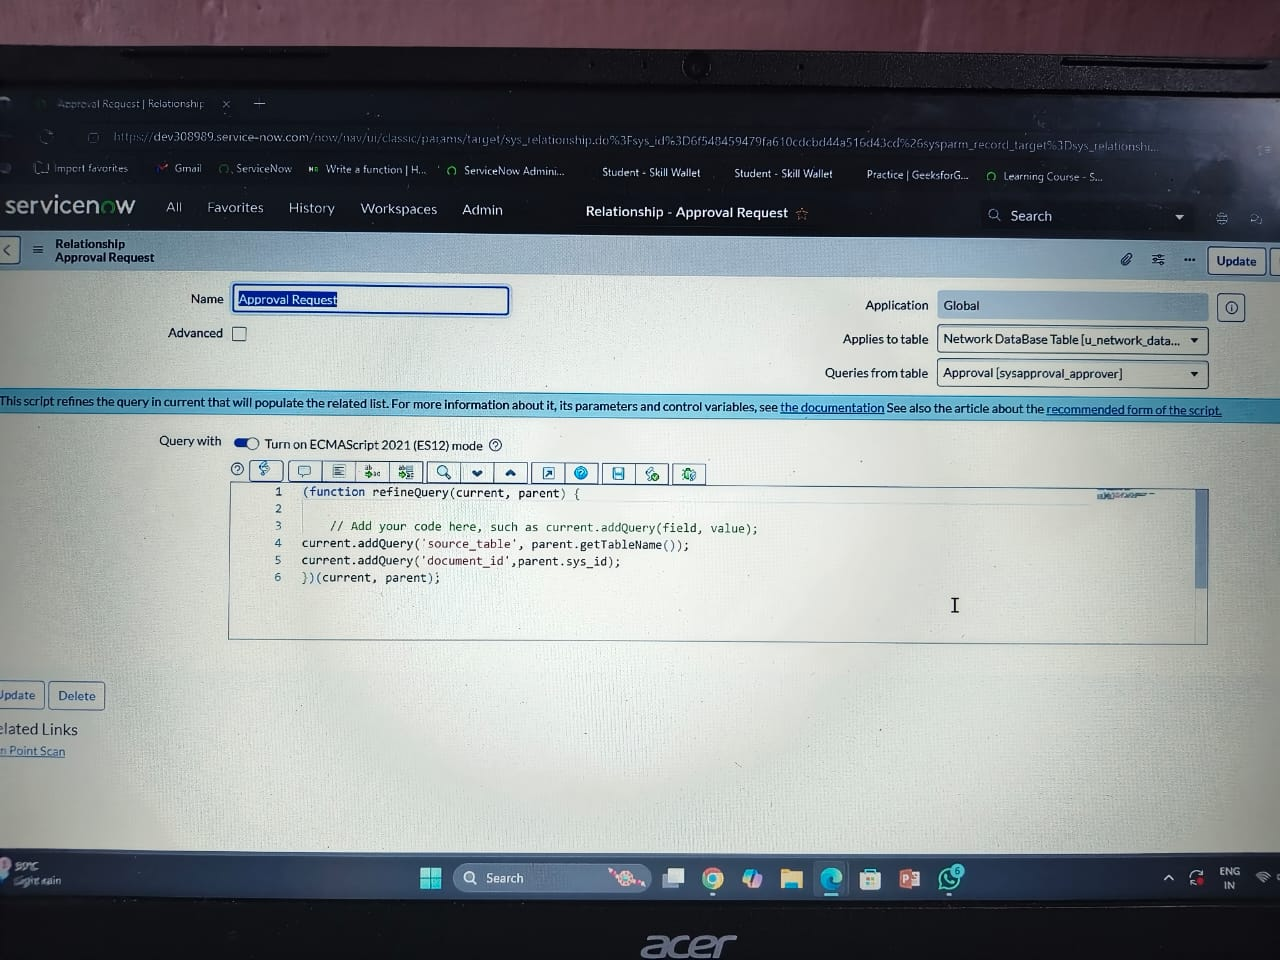 Approval Request | Relationship
https://dev308989.service-now.com/now/nav/ui/classic/params/target/sys_relationship.do%3Fsys_id%3D6f548459479fa610cdcbd44a516d43cd%26sysparm_record_target%3Dsys_relationshi...
Import favorites Gmail ServiceNow Write a function | H... ServiceNow Admini... Student - Skill Wallet Student - Skill Wallet Practice | GeeksforG... Learning Course - S...
servicenow All Favorites History Workspaces Admin Relationship - Approval Request Search
Relationship
Approval Request
Update
Name Approval Request
Application Global
Advanced
Applies to table Network DataBase Table [u_network_data...
Queries from table Approval [sysapproval_approver]
This script refines the query in current that will populate the related list. For more information about it, its parameters and control variables, see the documentation See also the article about the recommended form of the script.
Query with Turn on ECMAScript 2021 (ES12) mode
1 (function refineQuery(current, parent) {
2
3 // Add your code here, such as current.addQuery(field, value);
4 current.addQuery('source_table', parent.getTableName());
5 current.addQuery('document_id',parent.sys_id);
6 })(current, parent);
Update Delete
elated Links
n Point Scan
Search
6
ENG
IN
acer